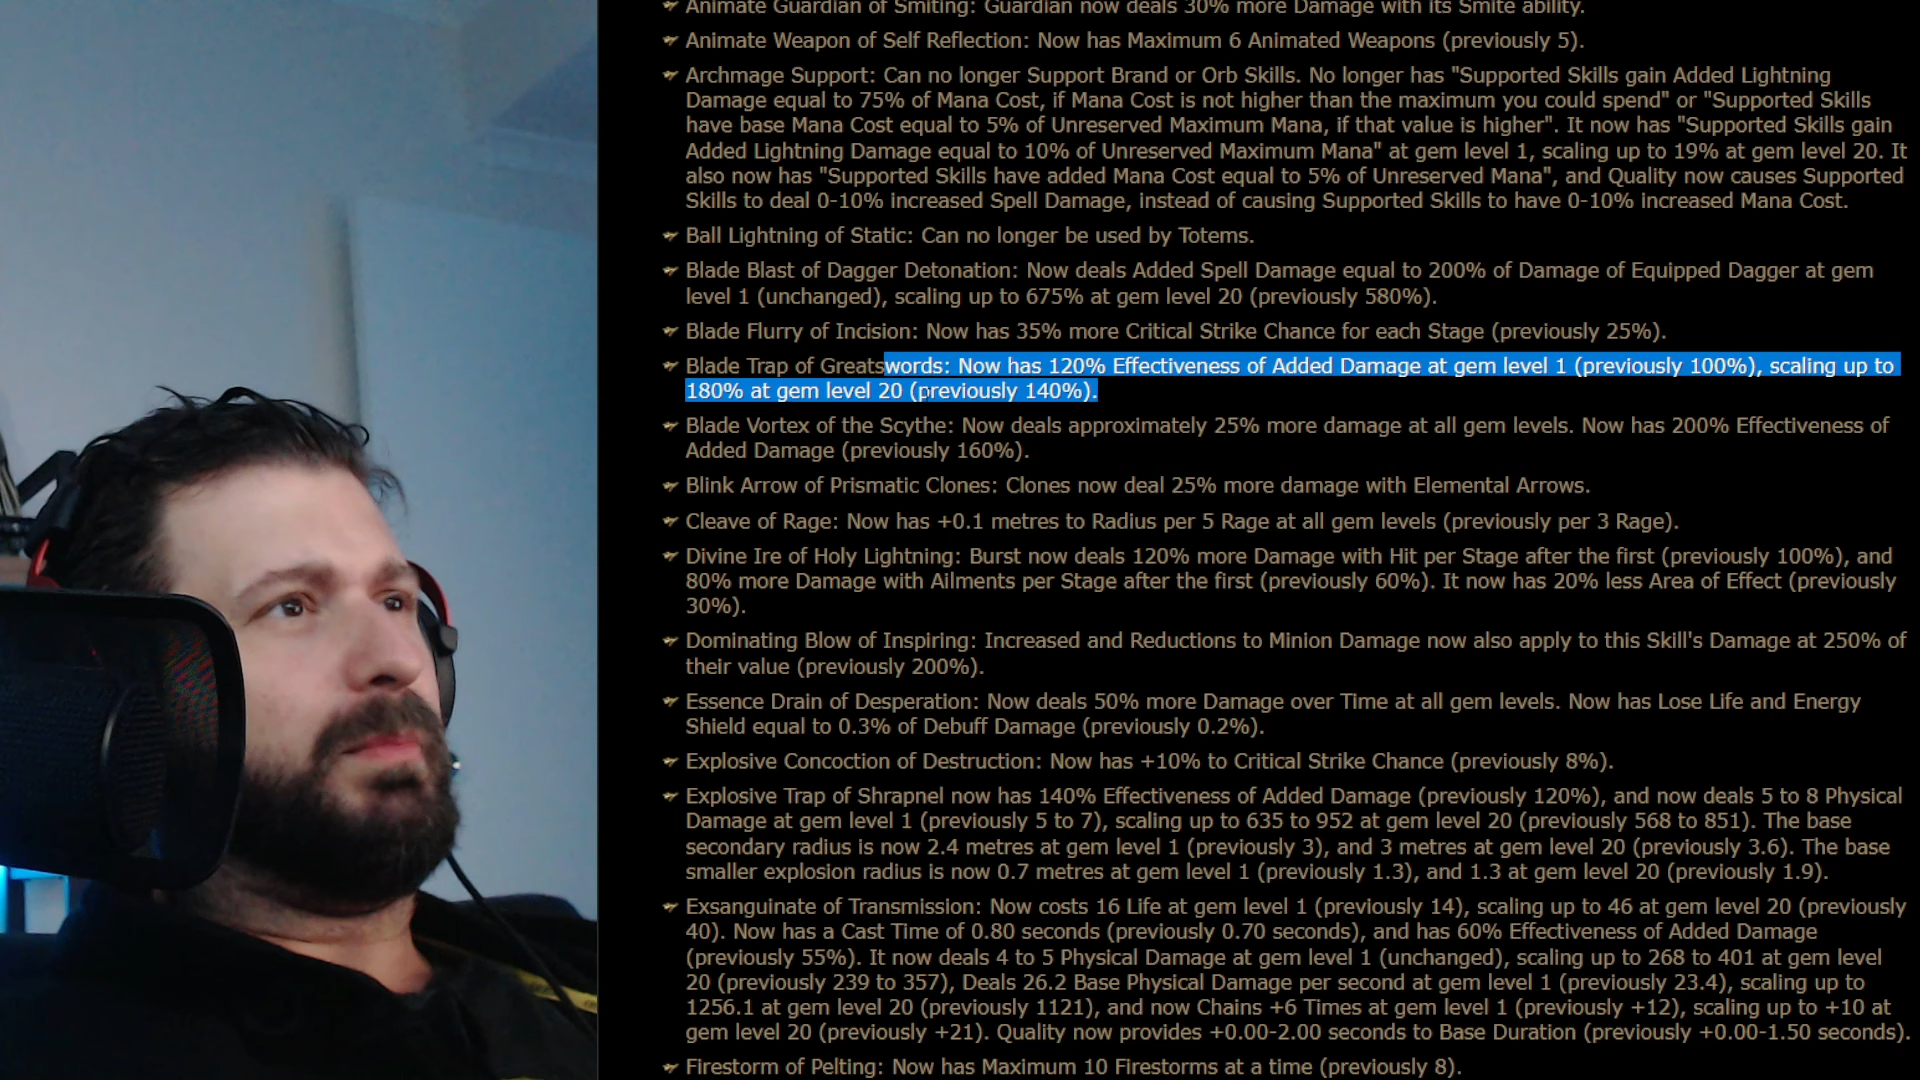 Animate Guardian of Smiting: Guardian now deals 30% more Damage with its Smite ability.
Animate Weapon of Self Reflection: Now has Maximum 6 Animated Weapons (previously 5).
Archmage Support: Can no longer Support Brand or Orb Skills. No longer has "Supported Skills gain Added Lightning
Damage equal to 75% of Mana Cost, if Mana Cost is not higher than the maximum you could spend" or "Supported Skills
have base Mana Cost equal to 5% of Unreserved Maximum Mana, if that value is higher". It now has "Supported Skills gain
Added Lightning Damage equal to 10% of Unreserved Maximum Mana" at gem level 1, scaling up to 19% at gem level 20. It
also now has "Supported Skills have added Mana Cost equal to 5% of Unreserved Mana", and Quality now causes Supported
Skills to deal 0-10% increased Spell Damage, instead of causing Supported Skills to have 0-10% increased Mana Cost.
Ball Lightning of Static: Can no longer be used by Totems.
Blade Blast of Dagger Detonation: Now deals Added Spell Damage equal to 200% of Damage of Equipped Dagger at gem
level 1 (unchanged), scaling up to 675% at gem level 20 (previously 580%).
Blade Flurry of Incision: Now has 35% more Critical Strike Chance for each Stage (previously 25%).
Blade Trap of Greatswords: Now has 120% Effectiveness of Added Damage at gem level 1 (previously 100%), scaling up to
180% at gem level 20 (previously 140%).
Blade Vortex of the Scythe: Now deals approximately 25% more damage at all gem levels. Now has 200% Effectiveness of
Added Damage (previously 160%).
Blink Arrow of Prismatic Clones: Clones now deal 25% more damage with Elemental Arrows.
Cleave of Rage: Now has +0.1 metres to Radius per 5 Rage at all gem levels (previously per 3 Rage).
Divine Ire of Holy Lightning: Burst now deals 120% more Damage with Hit per Stage after the first (previously 100%), and
80% more Damage with Ailments per Stage after the first (previously 60%). It now has 20% less Area of Effect (previously
30%).
Dominating Blow of Inspiring: Increased and Reductions to Minion Damage now also apply to this Skill's Damage at 250% of
their value (previously 200%).
Essence Drain of Desperation: Now deals 50% more Damage over Time at all gem levels. Now has Lose Life and Energy
Shield equal to 0.3% of Debuff Damage (previously 0.2%).
Explosive Concoction of Destruction: Now has +10% to Critical Strike Chance (previously 8%).
Explosive Trap of Shrapnel now has 140% Effectiveness of Added Damage (previously 120%), and now deals 5 to 8 Physical
Damage at gem level 1 (previously 5 to 7), scaling up to 635 to 952 at gem level 20 (previously 568 to 851). The base
secondary radius is now 2.4 metres at gem level 1 (previously 3), and 3 metres at gem level 20 (previously 3.6). The base
smaller explosion radius is now 0.7 metres at gem level 1 (previously 1.3), and 1.3 at gem level 20 (previously 1.9).
Exsanguinate of Transmission: Now costs 16 Life at gem level 1 (previously 14), scaling up to 46 at gem level 20 (previously
40). Now has a Cast Time of 0.80 seconds (previously 0.70 seconds), and has 60% Effectiveness of Added Damage
(previously 55%). It now deals 4 to 5 Physical Damage at gem level 1 (unchanged), scaling up to 268 to 401 at gem level
20 (previously 239 to 357), Deals 26.2 Base Physical Damage per second at gem level 1 (previously 23.4), scaling up to
1256.1 at gem level 20 (previously 1121), and now Chains +6 Times at gem level 1 (previously +12), scaling up to +10 at
gem level 20 (previously +21). Quality now provides +0.00-2.00 seconds to Base Duration (previously +0.00-1.50 seconds).
Firestorm of Pelting: Now has Maximum 10 Firestorms at a time (previously 8).